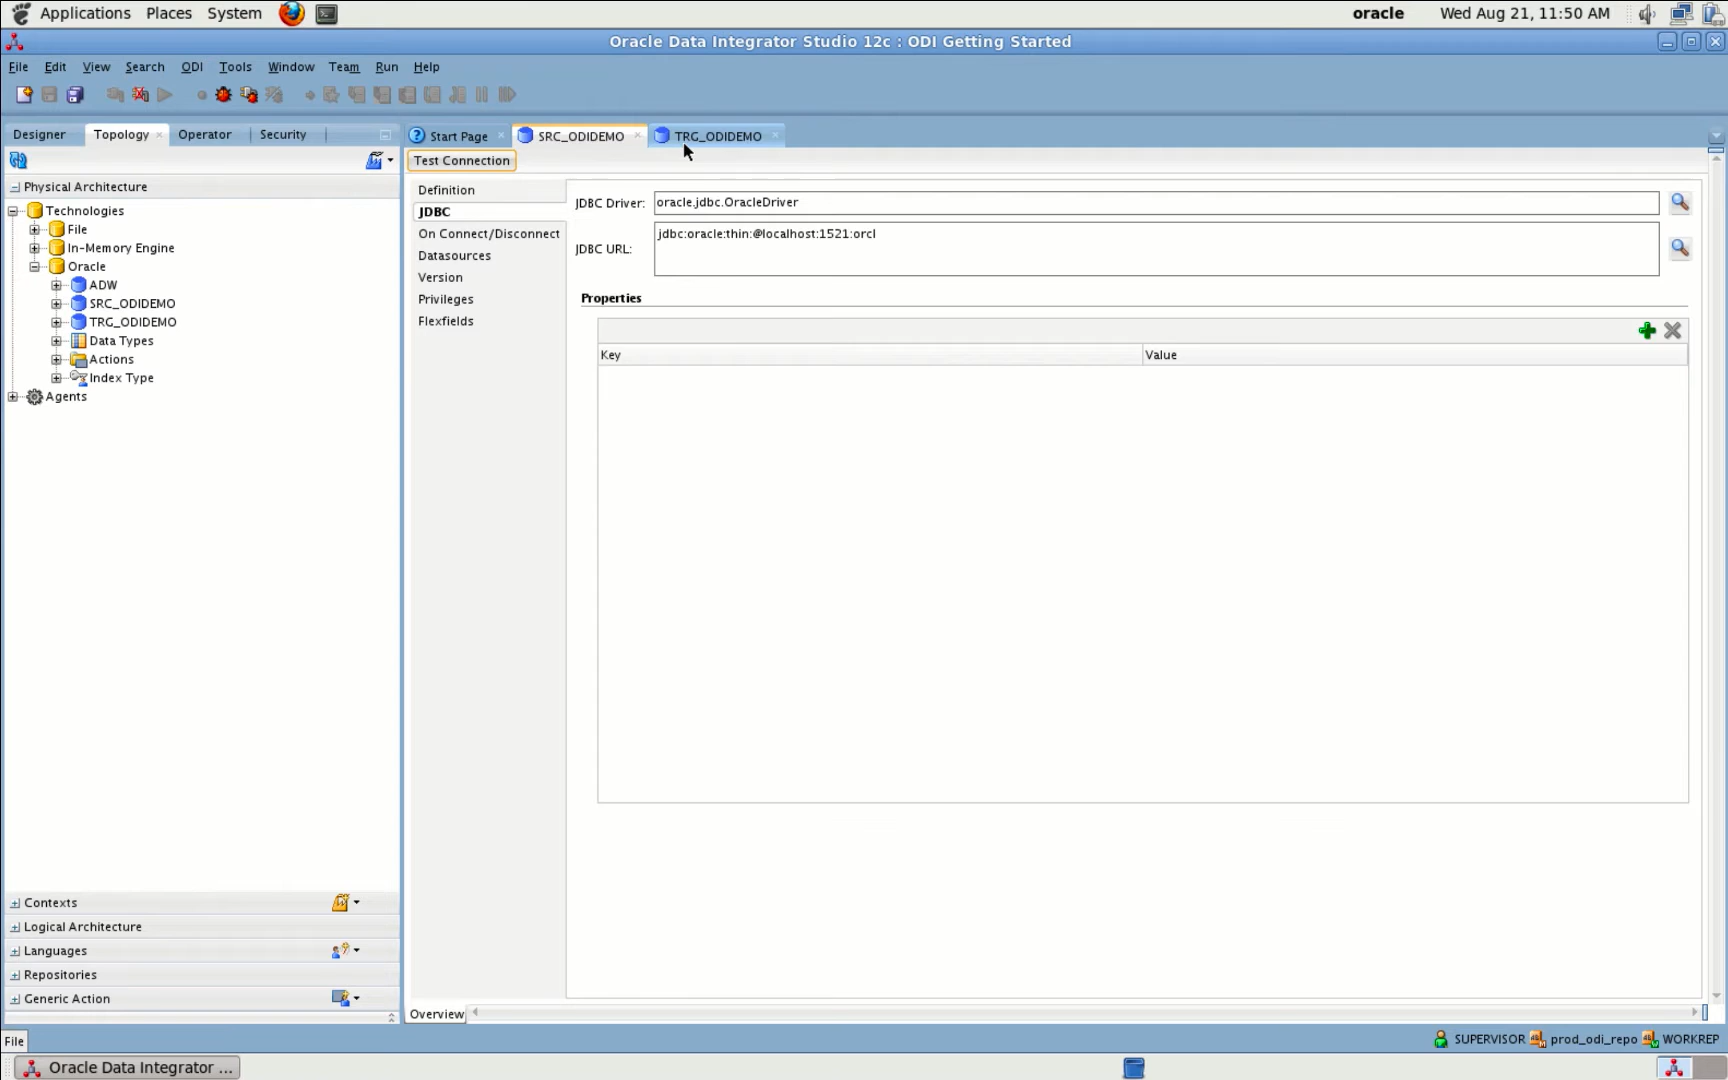 Applications Places System oracle Wed Aug 21, 11:50 AM
Oracle Data Integrator Studio 12c : ODI Getting Started
File Edit View Search ODI Tools Window Team Run Help
Designer Topology Operator Security
Start Page SRC_ODIDEMO TRG_ODIDEMO
Test Connection
Physical Architecture
Technologies
File
In-Memory Engine
Oracle
ADW
SRC_ODIDEMO
TRG_ODIDEMO
Data Types
Actions
Index Type
Agents
Contexts
Logical Architecture
Languages
Repositories
Generic Action
Definition
JDBC
On Connect/Disconnect
Datasources
Version
Privileges
Flexfields
JDBC Driver: oracle.jdbc.OracleDriver
JDBC URL: jdbc:oracle:thin:@localhost:1521:orcl
Properties
Key Value
Overview
File SUPERVISOR prod_odi_repo WORKREP
Oracle Data Integrator ...